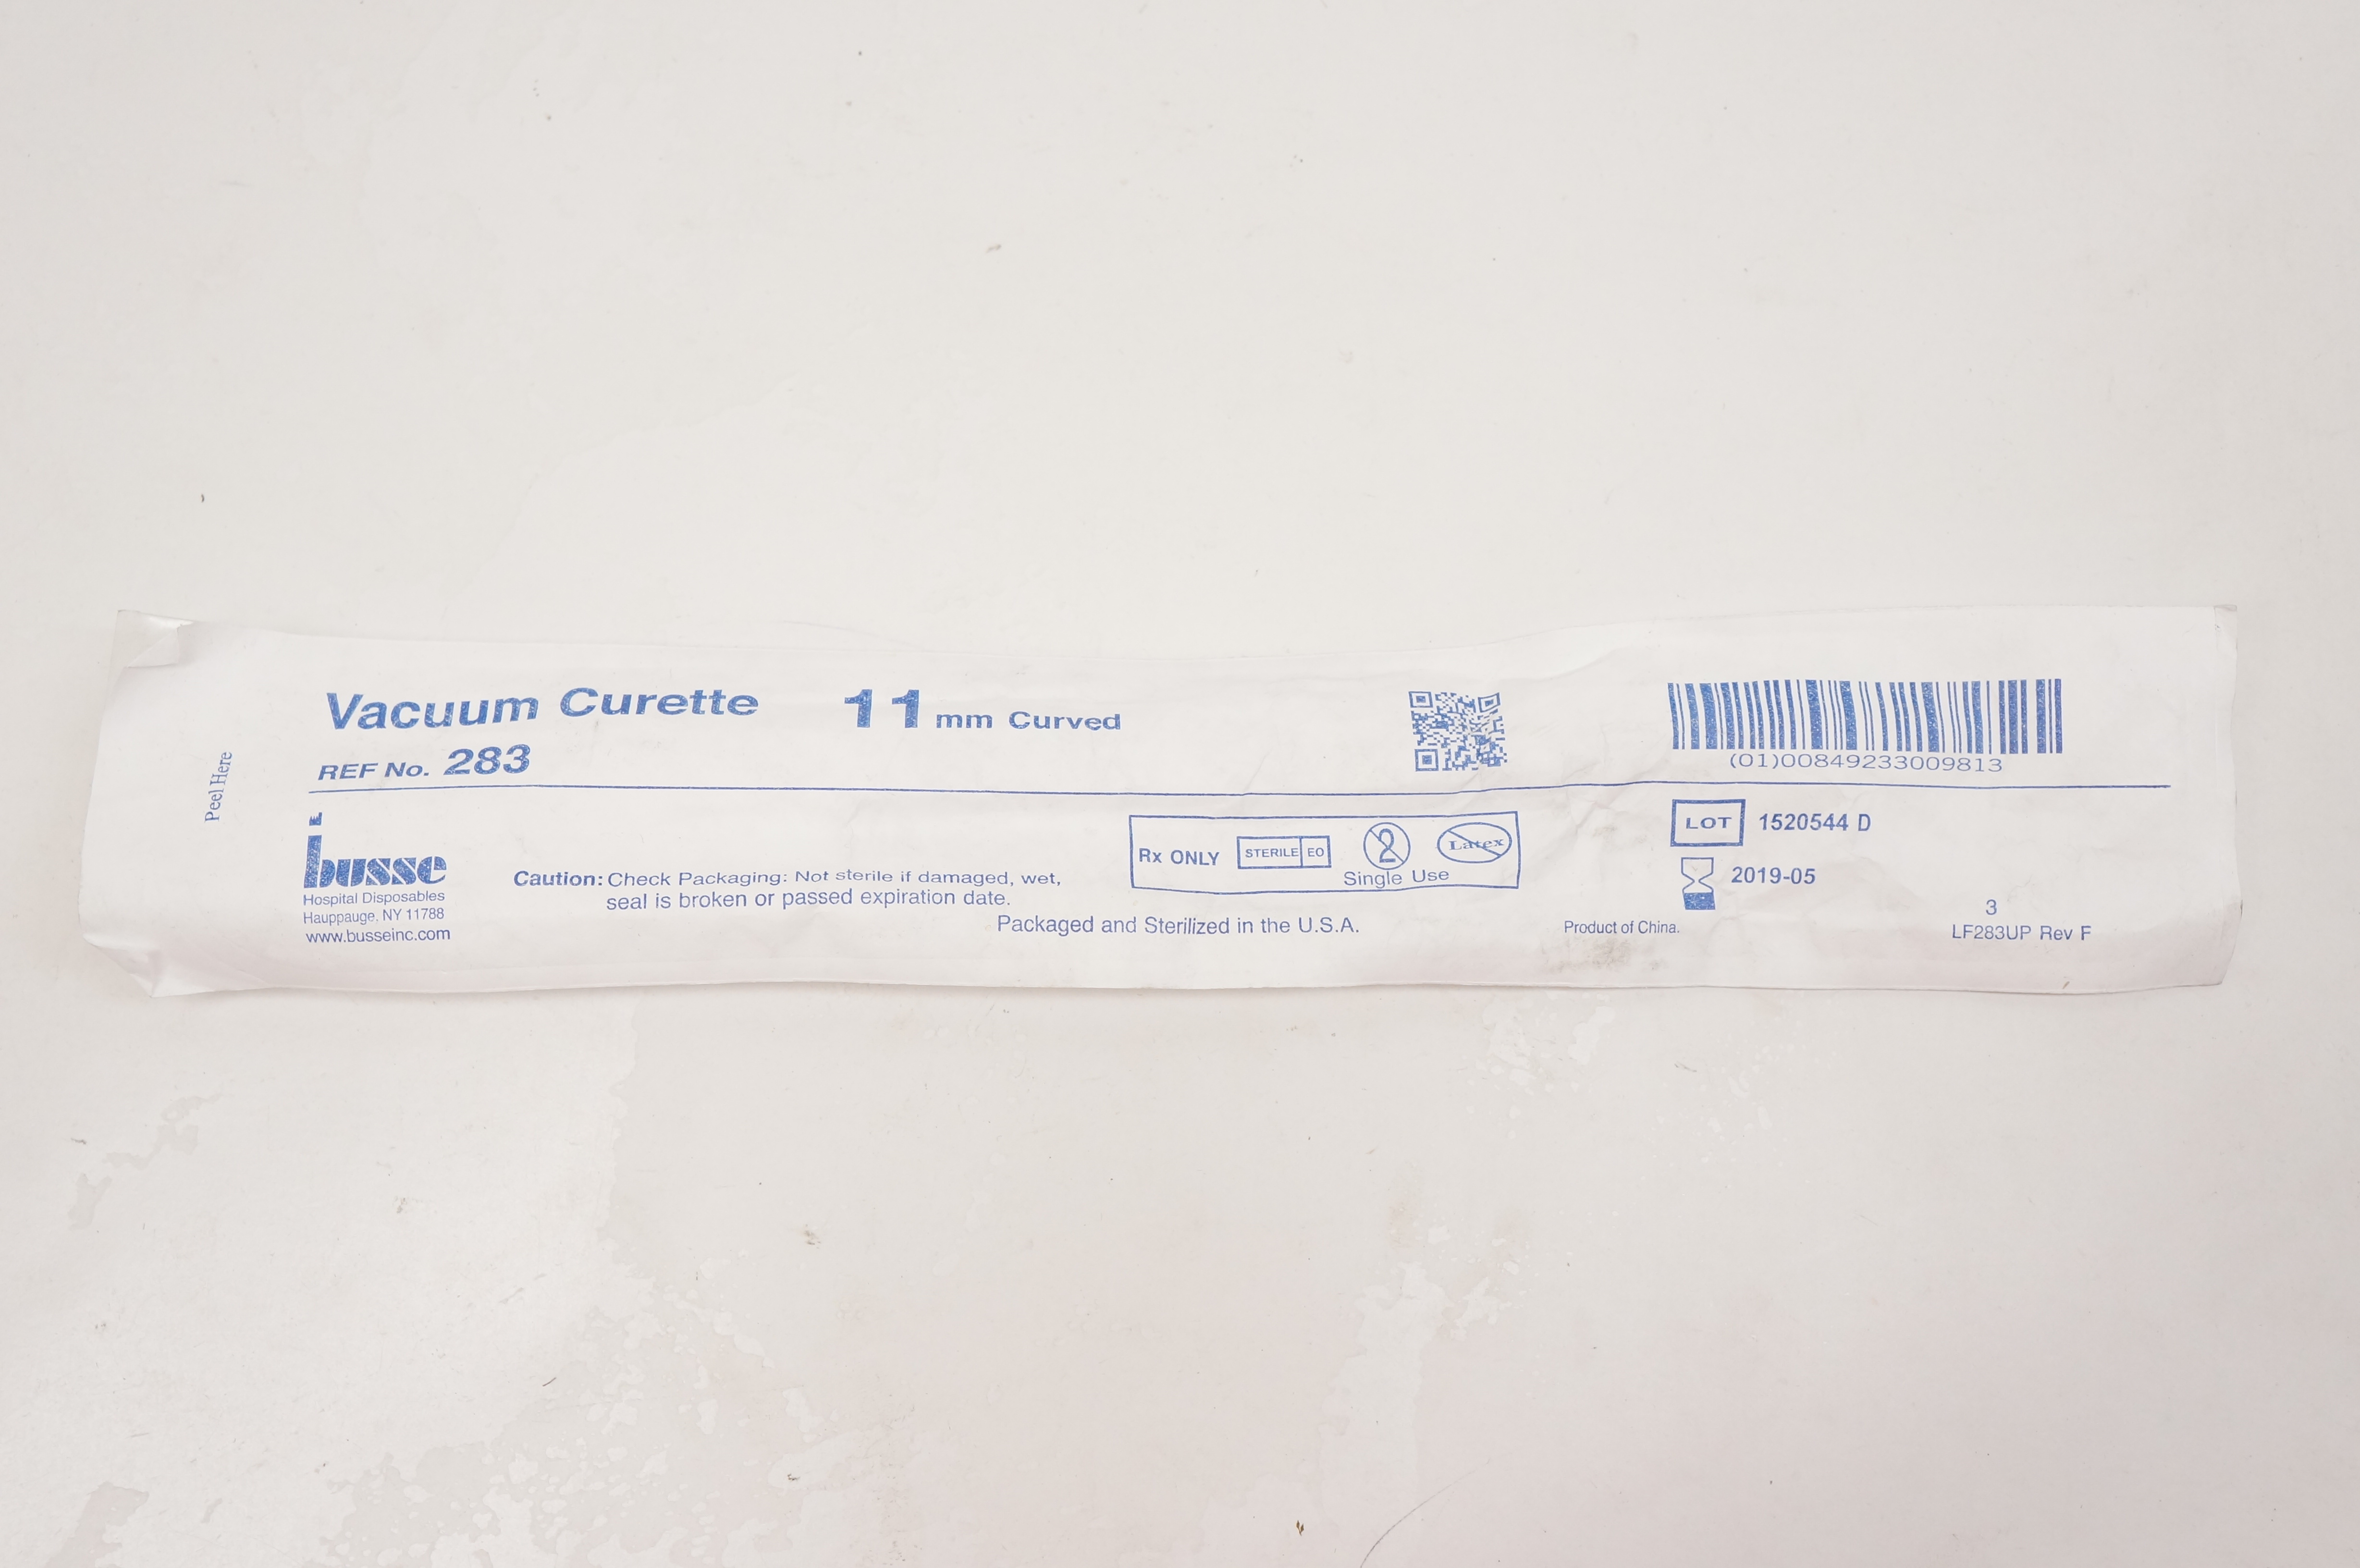 Vacuum Curette 11 mm Curved
REF No. 283
(01)00849233009813
Peel Here
busse
Hospital Disposables
Hauppauge, NY 11788
www.busseinc.com
Caution: Check Packaging: Not sterile if damaged, wet,
seal is broken or passed expiration date.
Rx ONLY STERILE EO 2 Latex
Single Use
Packaged and Sterilized in the U.S.A.
LOT 1520544 D
2019-05
Product of China.
3
LF283UP Rev F